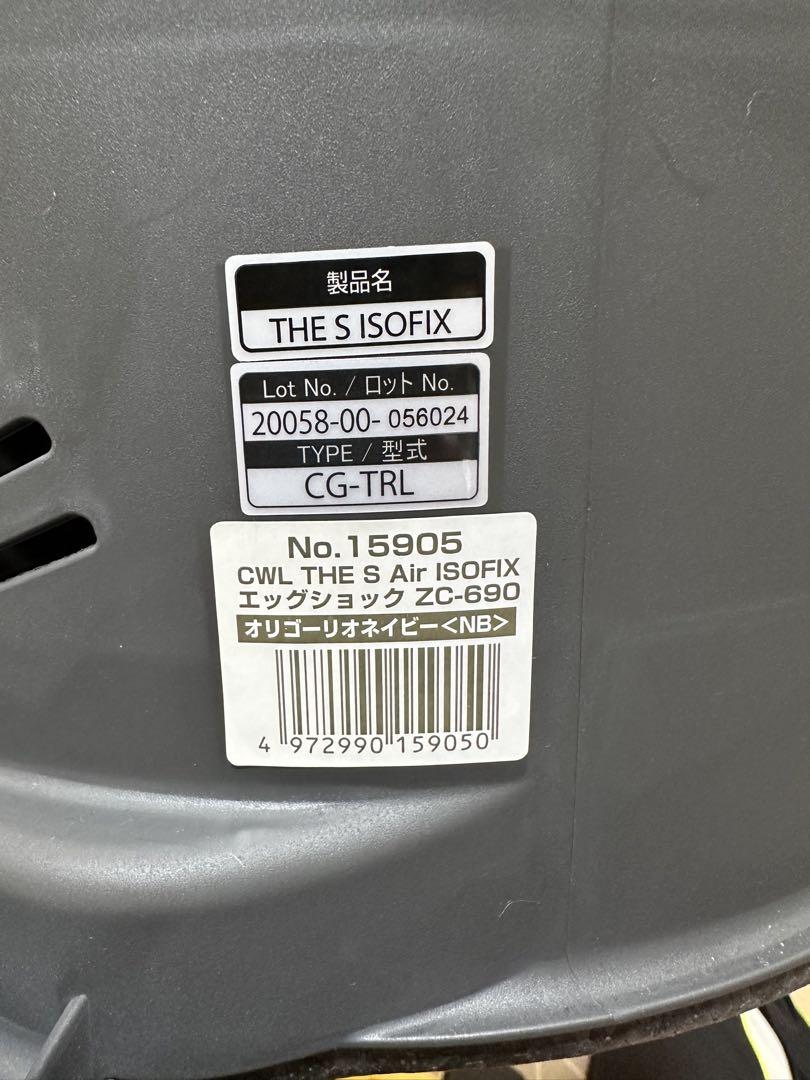 製品名
THE S ISOFIX
Lot No. / ロット No.
20058-00- 056024
TYPE / 型式
CG-TRL
No.15905
CWL THE S Air ISOFIX
エッグショック ZC-690
オリゴーリオネイビー<NB>
4 972990 159050